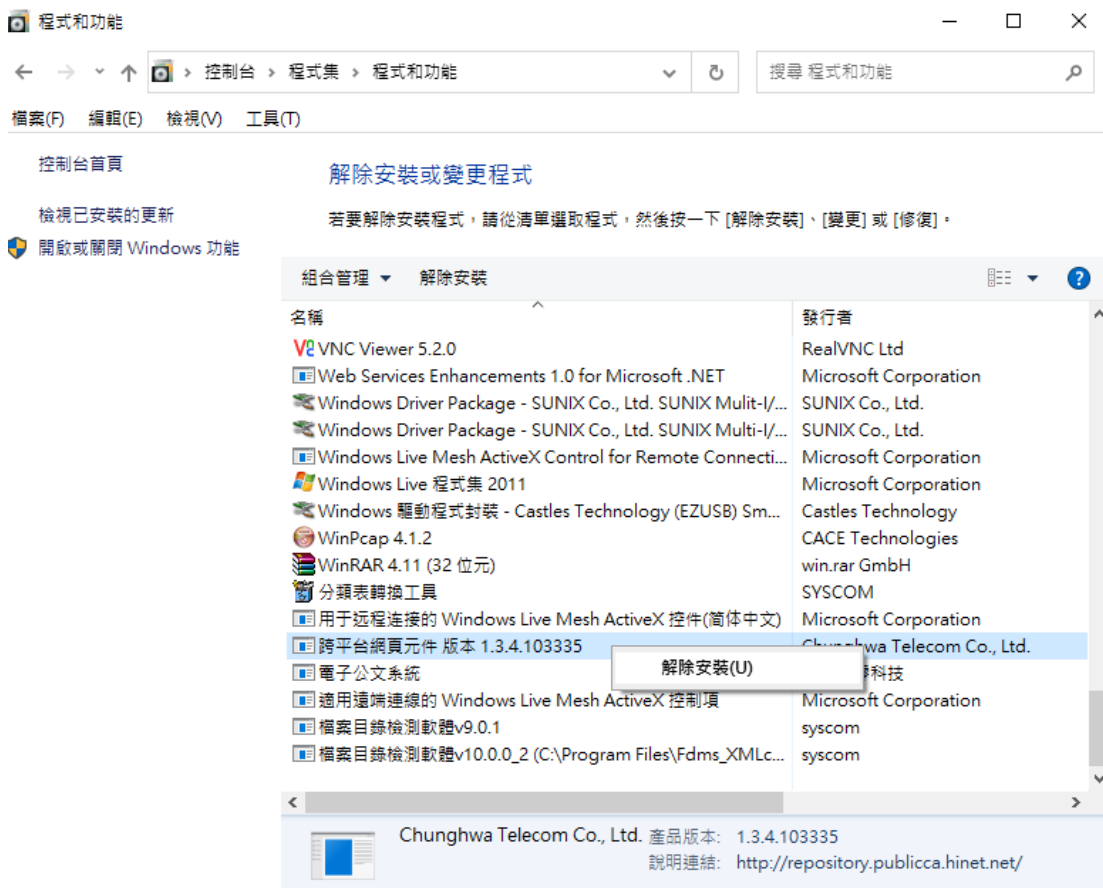 程式和功能
控制台 › 程式集 › 程式和功能
搜尋 程式和功能
檔案(F) 編輯(E) 檢視(V) 工具(T)
控制台首頁
檢視已安裝的更新
開啟或關閉 Windows 功能
解除安裝或變更程式
若要解除安裝程式，請從清單選取程式，然後按一下 [解除安裝]、[變更] 或 [修復]。
組合管理 解除安裝
名稱 發行者
VNC Viewer 5.2.0 RealVNC Ltd
Web Services Enhancements 1.0 for Microsoft .NET Microsoft Corporation
Windows Driver Package - SUNIX Co., Ltd. SUNIX Mulit-I/... SUNIX Co., Ltd.
Windows Driver Package - SUNIX Co., Ltd. SUNIX Multi-I/... SUNIX Co., Ltd.
Windows Live Mesh ActiveX Control for Remote Connecti... Microsoft Corporation
Windows Live 程式集 2011 Microsoft Corporation
Windows 驅動程式封裝 - Castles Technology (EZUSB) Sm... Castles Technology
WinPcap 4.1.2 CACE Technologies
WinRAR 4.11 (32 位元) win.rar GmbH
分類表轉換工具 SYSCOM
用于远程连接的 Windows Live Mesh ActiveX 控件(简体中文) Microsoft Corporation
跨平台網頁元件 版本 1.3.4.103335 Chunghwa Telecom Co., Ltd.
解除安裝(U)
電子公文系統 科技
適用遠端連線的 Windows Live Mesh ActiveX 控制項 Microsoft Corporation
檔案目錄檢測軟體v9.0.1 syscom
檔案目錄檢測軟體v10.0.0_2 (C:\Program Files\Fdms_XMLc... syscom
Chunghwa Telecom Co., Ltd. 產品版本: 1.3.4.103335
說明連結: http://repository.publicca.hinet.net/